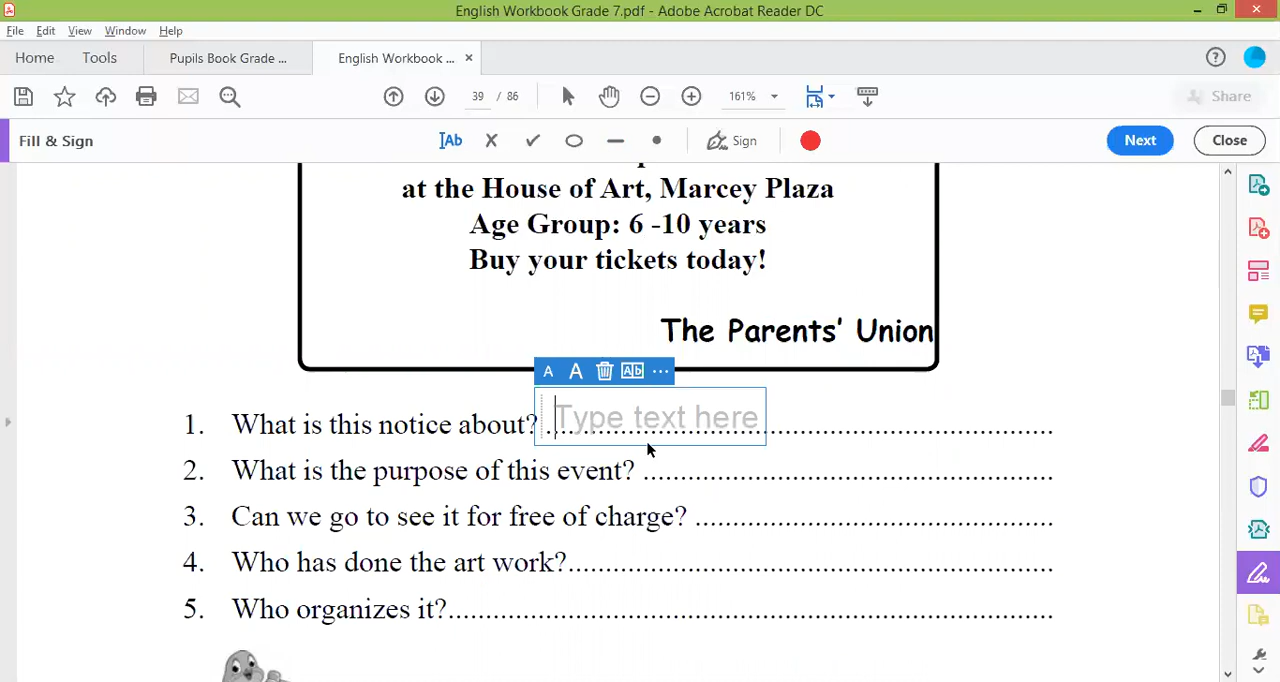 English Workbook Grade 7.pdf - Adobe Acrobat Reader DC
File Edit View Window Help
Home Tools Pupils Book Grade ... English Workbook ... ×
39 / 86 161% Share
Fill & Sign Ab Sign Next Close
at the House of Art, Marcey Plaza
Age Group: 6 -10 years
Buy your tickets today!
The Parents' Union
A A Ab ...
Type text here
1. What is this notice about? ..........................................................
2. What is the purpose of this event? ............................................
3. Can we go to see it for free of charge? ......................................
4. Who has done the art work?....................................................
5. Who organizes it?.................................................................